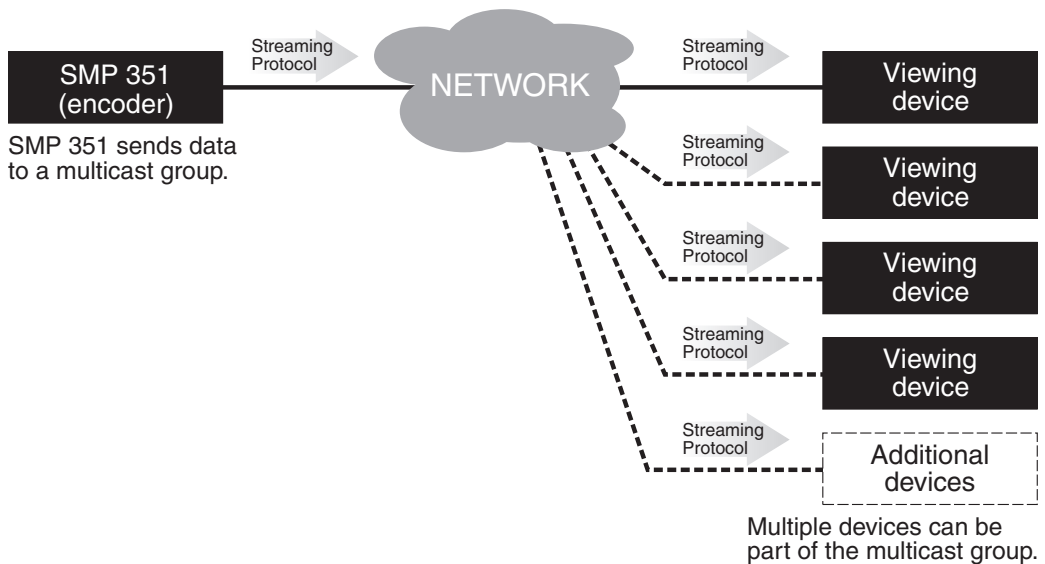 Streaming
Protocol
SMP 351
(encoder)
SMP 351 sends data
to a multicast group.
NETWORK
Streaming
Protocol
Viewing
device
Streaming
Protocol
Viewing
device
Streaming
Protocol
Viewing
device
Streaming
Protocol
Viewing
device
Streaming
Protocol
Additional
devices
Multiple devices can be
part of the multicast group.